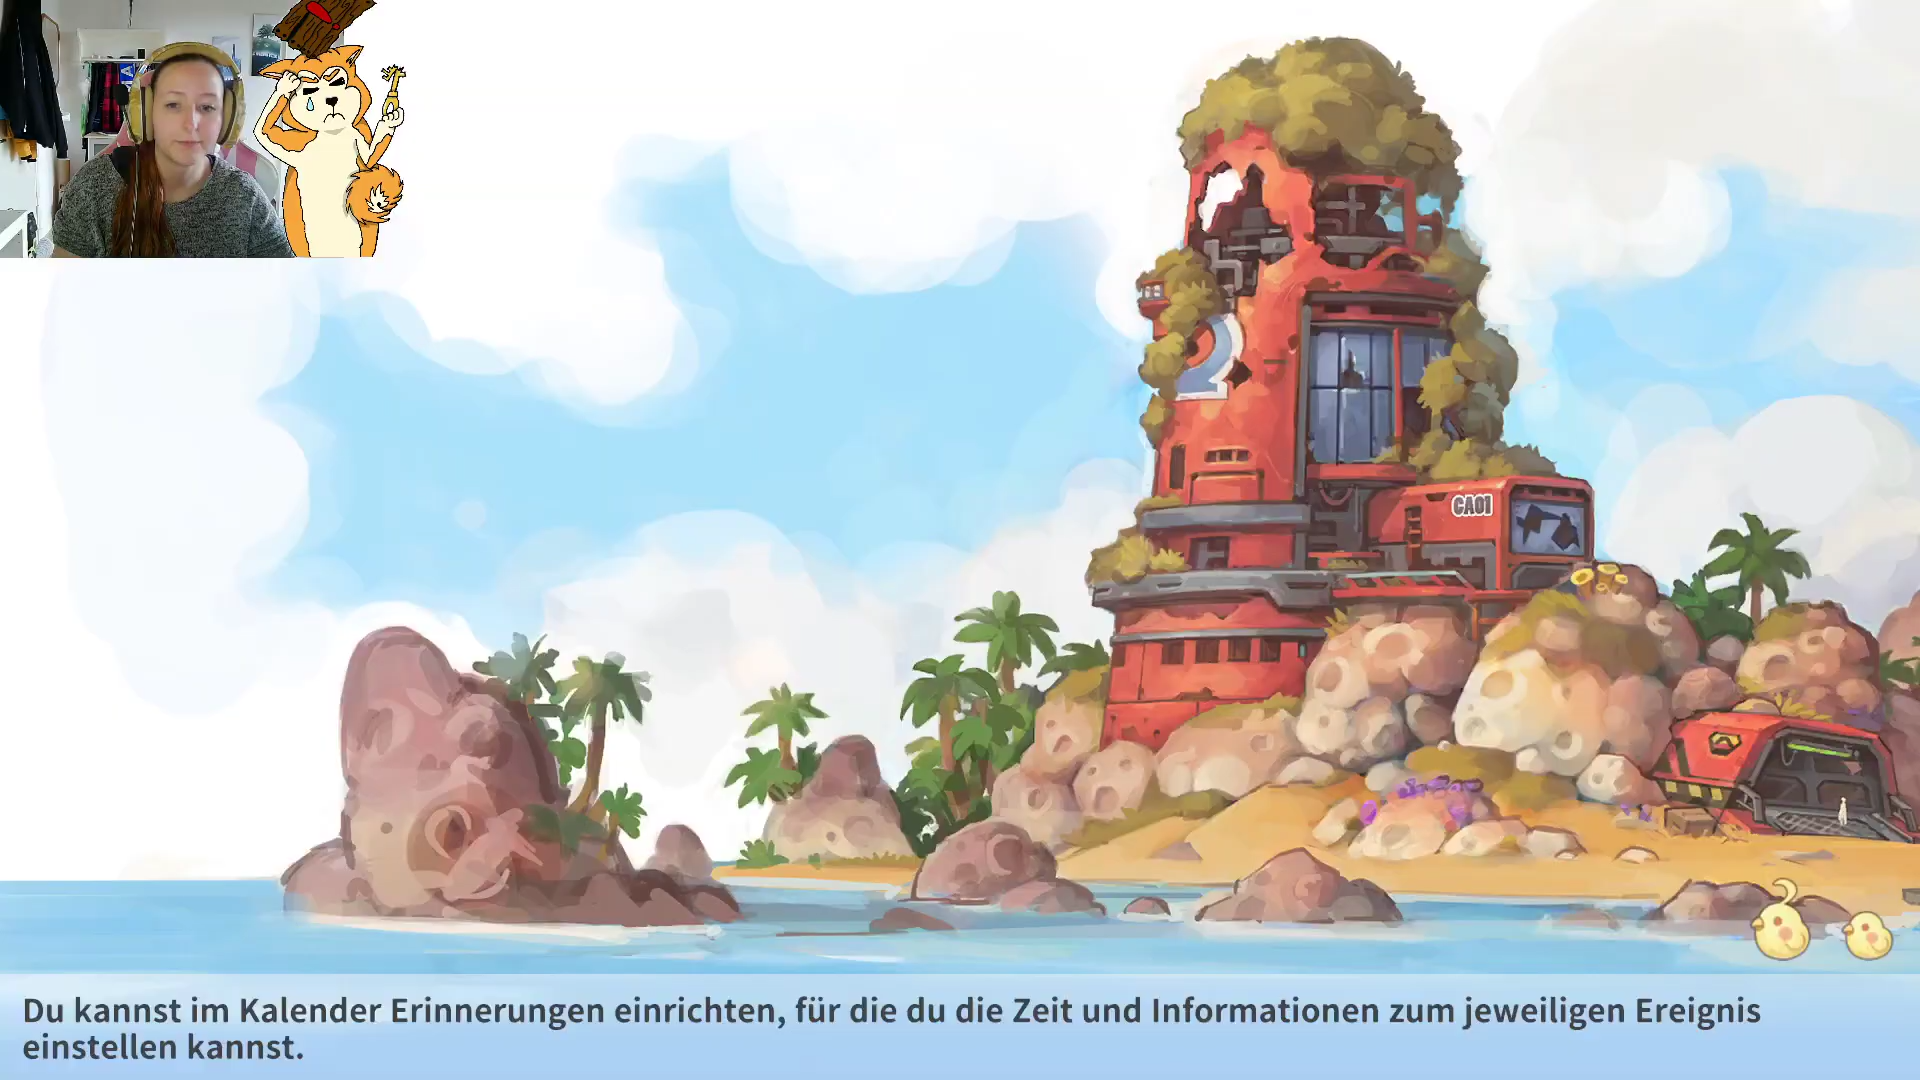 CA01
Du kannst im Kalender Erinnerungen einrichten, für die du die Zeit und Informationen zum jeweiligen Ereignis
einstellen kannst.